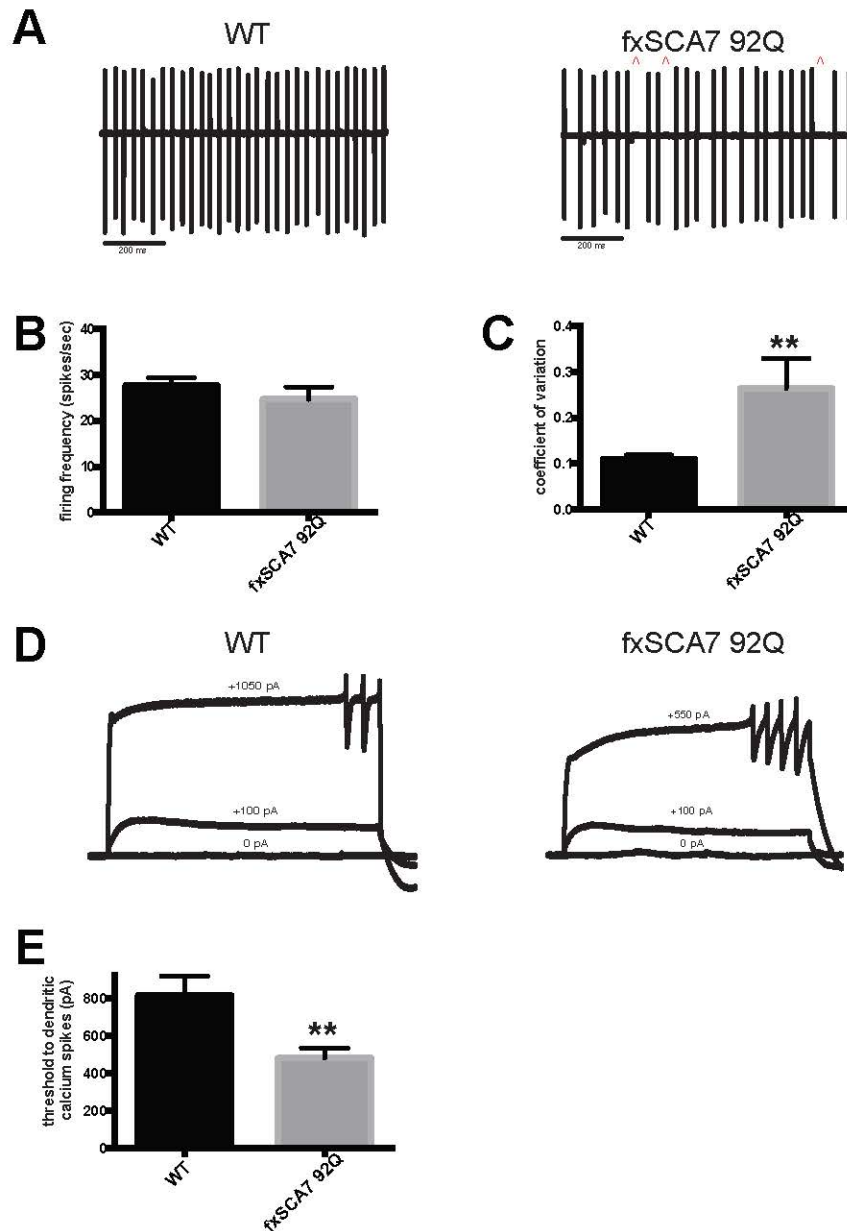 A
WT
fxSCA7 92Q
^ ^ ^
200 ms
200 ms
B
firing frequency (spikes/sec)
40
30
20
10
0
WT
fxSCA7 92Q
C
coefficient of variation
0.4
0.3
0.2
0.1
0.0
**
WT
fxSCA7 92Q
D
WT
fxSCA7 92Q
+1050 pA
+100 pA
0 pA
+550 pA
+100 pA
0 pA
E
threshold to dendritic
calcium spikes (pA)
800
600
400
200
0
**
WT
fxSCA7 92Q